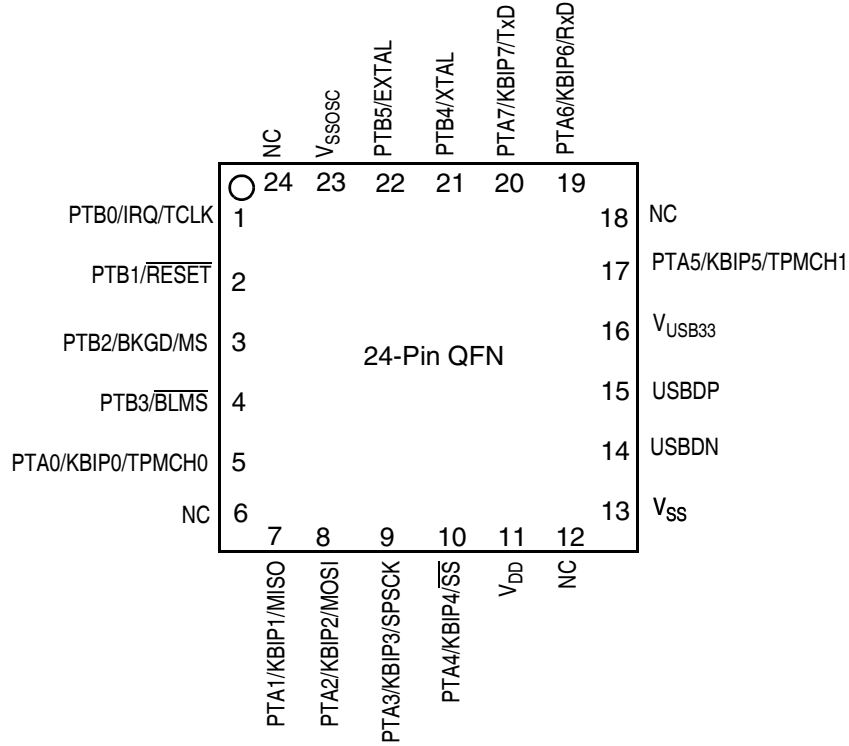 NC
VSSOSC
PTB5/EXTAL
PTB4/XTAL
PTA7/KBIP7/TxD
PTA6/KBIP6/RxD
24
23
22
21
20
19
PTB0/IRQ/TCLK
1
18
NC
PTB1/RESET
2
17
PTA5/KBIP5/TPMCH1
PTB2/BKGD/MS
3
24-Pin QFN
16
VUSB33
PTB3/BLMS
4
15
USBDP
PTA0/KBIP0/TPMCH0
5
14
USBDN
NC
6
13
VSS
7
8
9
10
11
12
PTA1/KBIP1/MISO
PTA2/KBIP2/MOSI
PTA3/KBIP3/SPSCK
PTA4/KBIP4/SS
VDD
NC